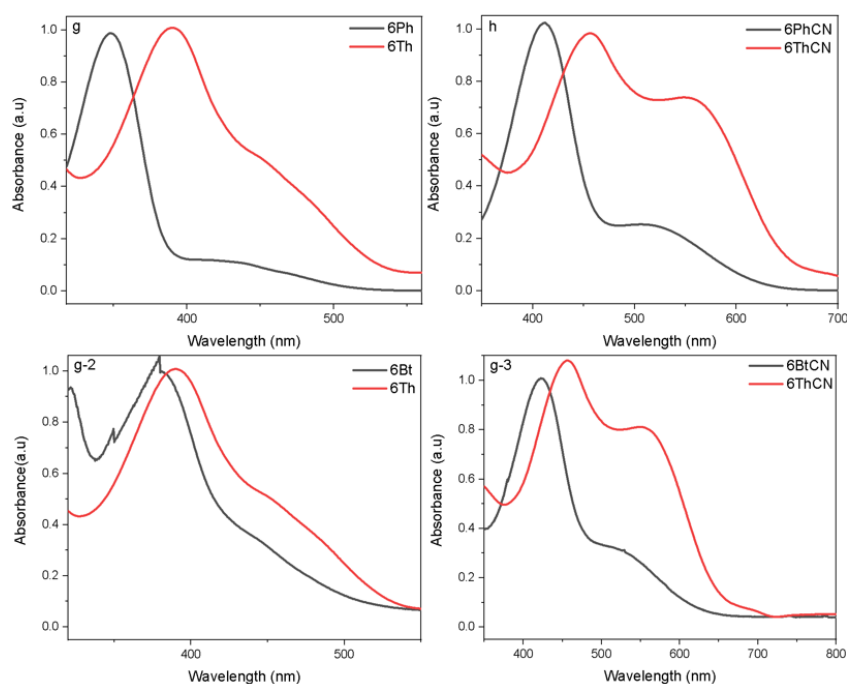 g
6Ph
6Th
1.0
0.8
0.6
0.4
0.2
0.0
400
500
Absorbance (a.u)
Wavelength (nm)
h
6PhCN
6ThCN
1.0
0.8
0.6
0.4
0.2
0.0
400
500
600
700
Absorbance (a.u)
Wavelength (nm)
g-2
6Bt
6Th
1.0
0.8
0.6
0.4
0.2
0.0
400
500
Absorbance(a.u)
Wavelength (nm)
g-3
6BtCN
6ThCN
1.0
0.8
0.6
0.4
0.2
0.0
400
500
600
700
800
Absorbance (a.u)
Wavelength (nm)